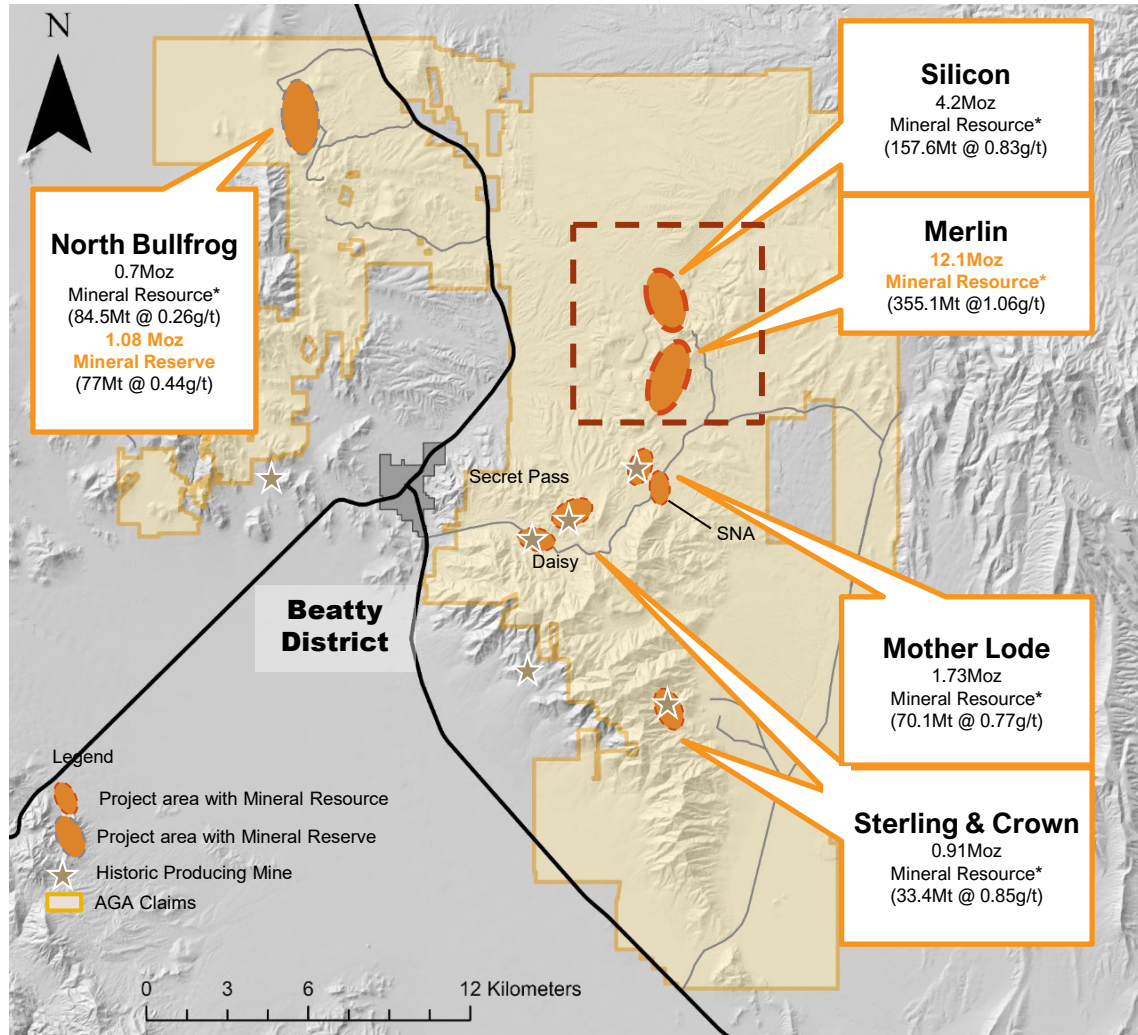 N
Silicon
4.2Moz
Mineral Resource*
(157.6Mt @ 0.83g/t)
Merlin
12.1Moz
Mineral Resource*
(355.1Mt @1.06g/t)
North Bullfrog
0.7Moz
Mineral Resource*
(84.5Mt @ 0.26g/t)
1.08 Moz
Mineral Reserve
(77Mt @ 0.44g/t)
Secret Pass
SNA
Daisy
Beatty
District
Mother Lode
1.73Moz
Mineral Resource*
(70.1Mt @ 0.77g/t)
Sterling & Crown
0.91Moz
Mineral Resource*
(33.4Mt @ 0.85g/t)
Legend
Project area with Mineral Resource
Project area with Mineral Reserve
Historic Producing Mine
AGA Claims
0 3 6 12 Kilometers